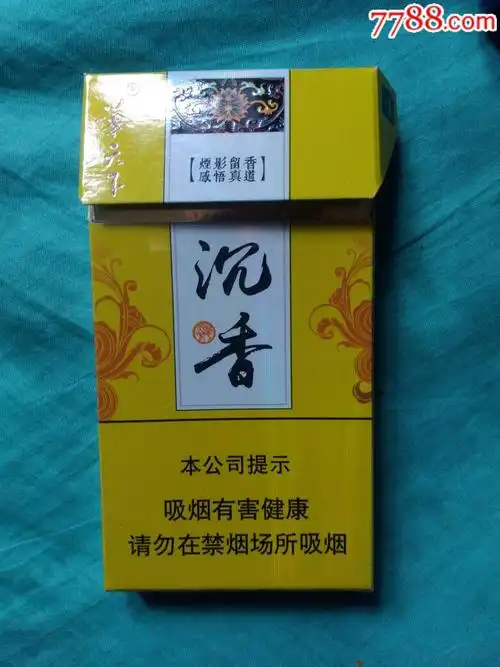 7788.com
【煙影留香
感悟真道】
沉
香
本公司提示
吸烟有害健康
请勿在禁烟场所吸烟